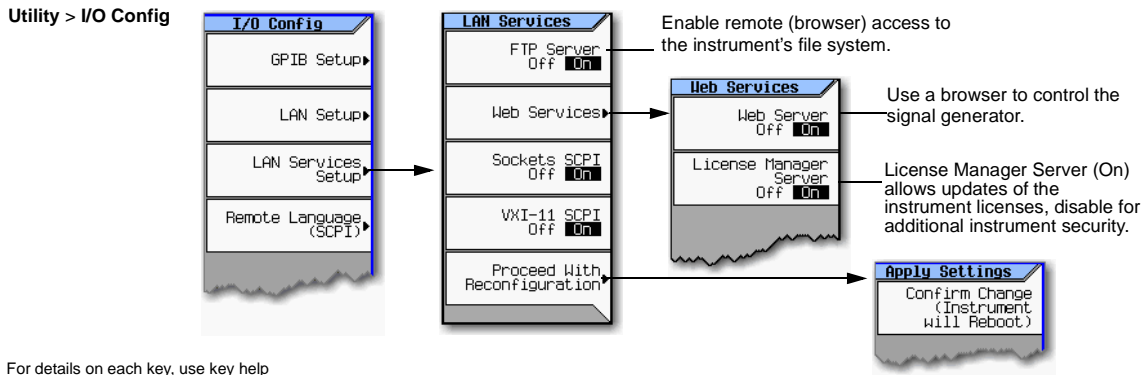 Utility > I/O Config
I/O Config
GPIB Setup
LAN Setup
LAN Services
Setup
Remote Language
(SCPI)
LAN Services
FTP Server
Off On
Web Services
Sockets SCPI
Off On
VXI-11 SCPI
Off On
Proceed With
Reconfiguration
Enable remote (browser) access to
the instrument's file system.
Web Services
Web Server
Off On
License Manager
Server
Off On
Use a browser to control the
signal generator.
License Manager Server (On)
allows updates of the
instrument licenses, disable for
additional instrument security.
Apply Settings
Confirm Change
(Instrument
will Reboot)
For details on each key, use key help